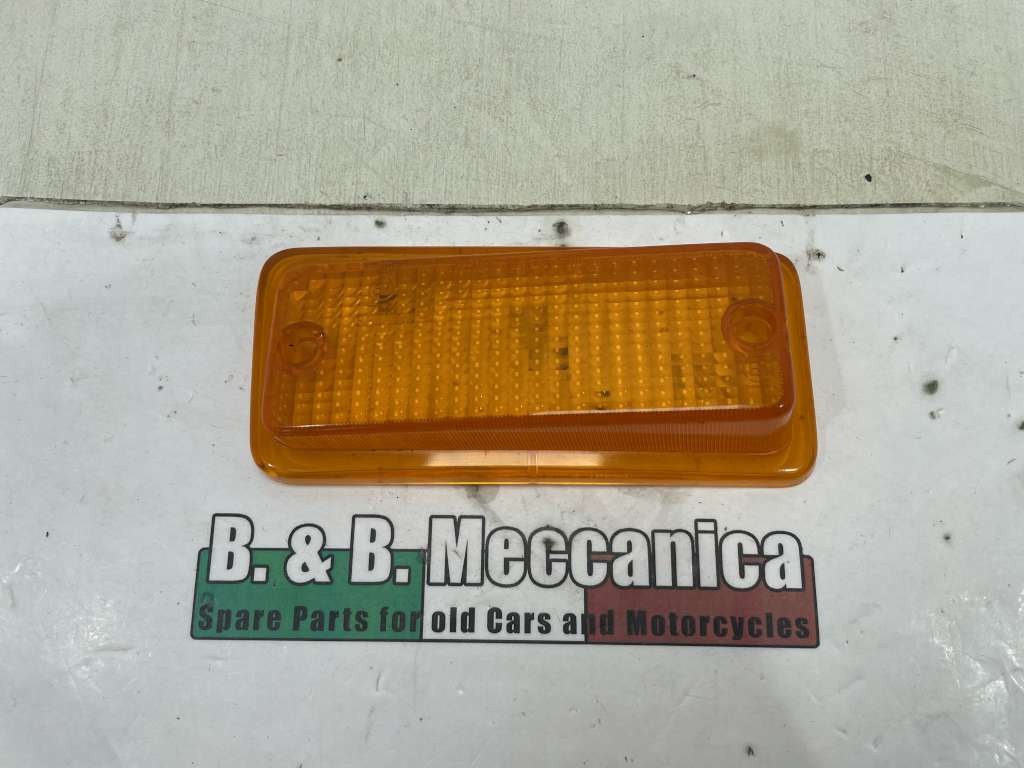 B. & B. Meccanica
Spare Parts for old Cars and Motorcycles